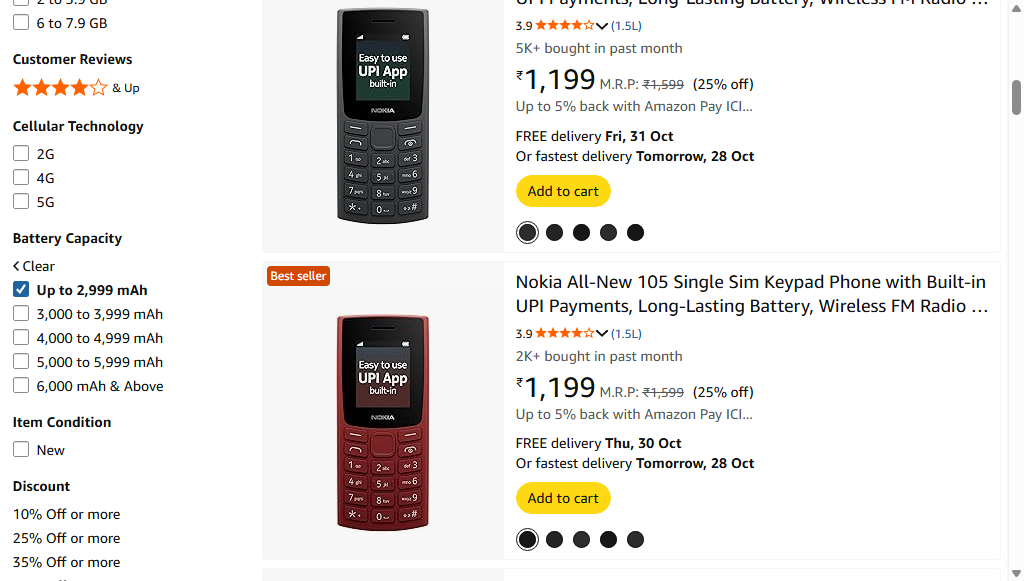 6 to 7.9 GB
Customer Reviews
& Up
Cellular Technology
2G
4G
5G
Battery Capacity
Clear
Up to 2,999 mAh
3,000 to 3,999 mAh
4,000 to 4,999 mAh
5,000 to 5,999 mAh
6,000 mAh & Above
Item Condition
New
Discount
10% Off or more
25% Off or more
35% Off or more
Easy to use
UPI App
built-in
NOKIA
UPI Payments, Long-Lasting Battery, Wireless FM Radio …
3.9 (1.5L)
5K+ bought in past month
₹1,199 M.R.P: ₹1,599 (25% off)
Up to 5% back with Amazon Pay ICI…
FREE delivery Fri, 31 Oct
Or fastest delivery Tomorrow, 28 Oct
Add to cart
Best seller
Easy to use
UPI App
built-in
NOKIA
Nokia All-New 105 Single Sim Keypad Phone with Built-in
UPI Payments, Long-Lasting Battery, Wireless FM Radio …
3.9 (1.5L)
2K+ bought in past month
₹1,199 M.R.P: ₹1,599 (25% off)
Up to 5% back with Amazon Pay ICI…
FREE delivery Thu, 30 Oct
Or fastest delivery Tomorrow, 28 Oct
Add to cart